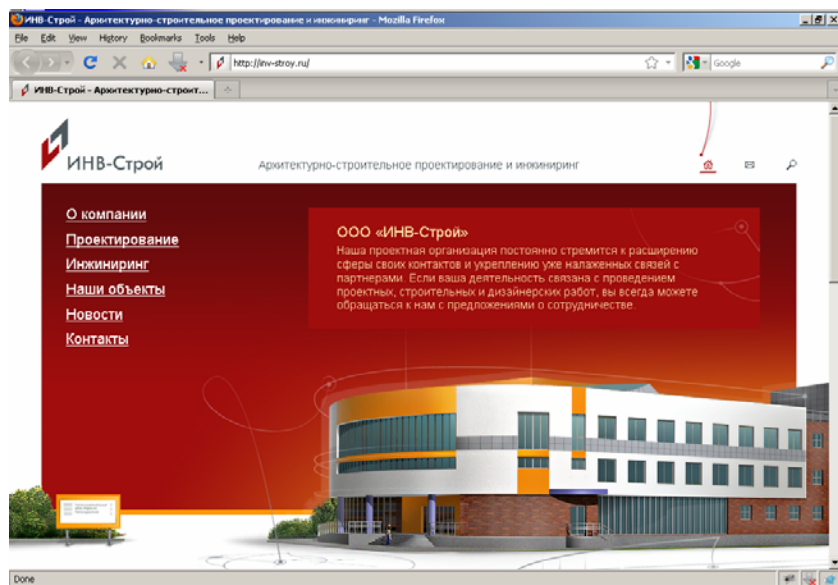 ИНВ-Строй - Архитектурно-строительное проектирование и инжиниринг - Mozilla Firefox
File Edit View History Bookmarks Tools Help
http://inv-stroy.ru/
Google
ИНВ-Строй - Архитектурно-строит...
ИНВ-Строй
Архитектурно-строительное проектирование и инжиниринг
О компании
Проектирование
Инжиниринг
Наши объекты
Новости
Контакты
ООО «ИНВ-Строй»
Наша проектная организация постоянно стремится к расширению
сферы своих контактов и укреплению уже налаженных связей с
партнерами. Если ваша деятельность связана с проведением
проектных, строительных и дизайнерских работ, вы всегда можете
обращаться к нам с предложениями о сотрудничестве.
Done